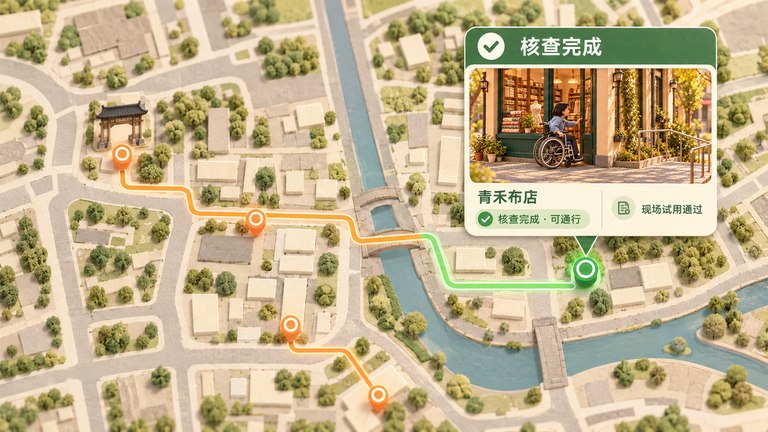 核查完成
青禾布店
核查完成·可通行
现场试用通过